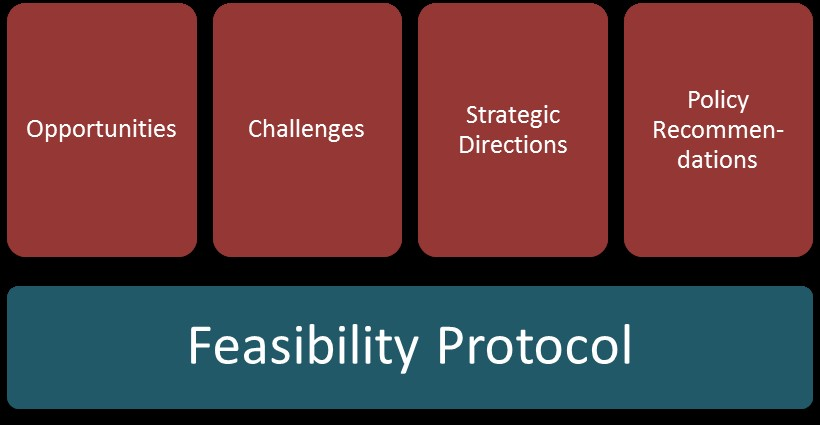 Opportunities
Challenges
Strategic
Directions
Policy
Recommen-
dations
Feasibility Protocol